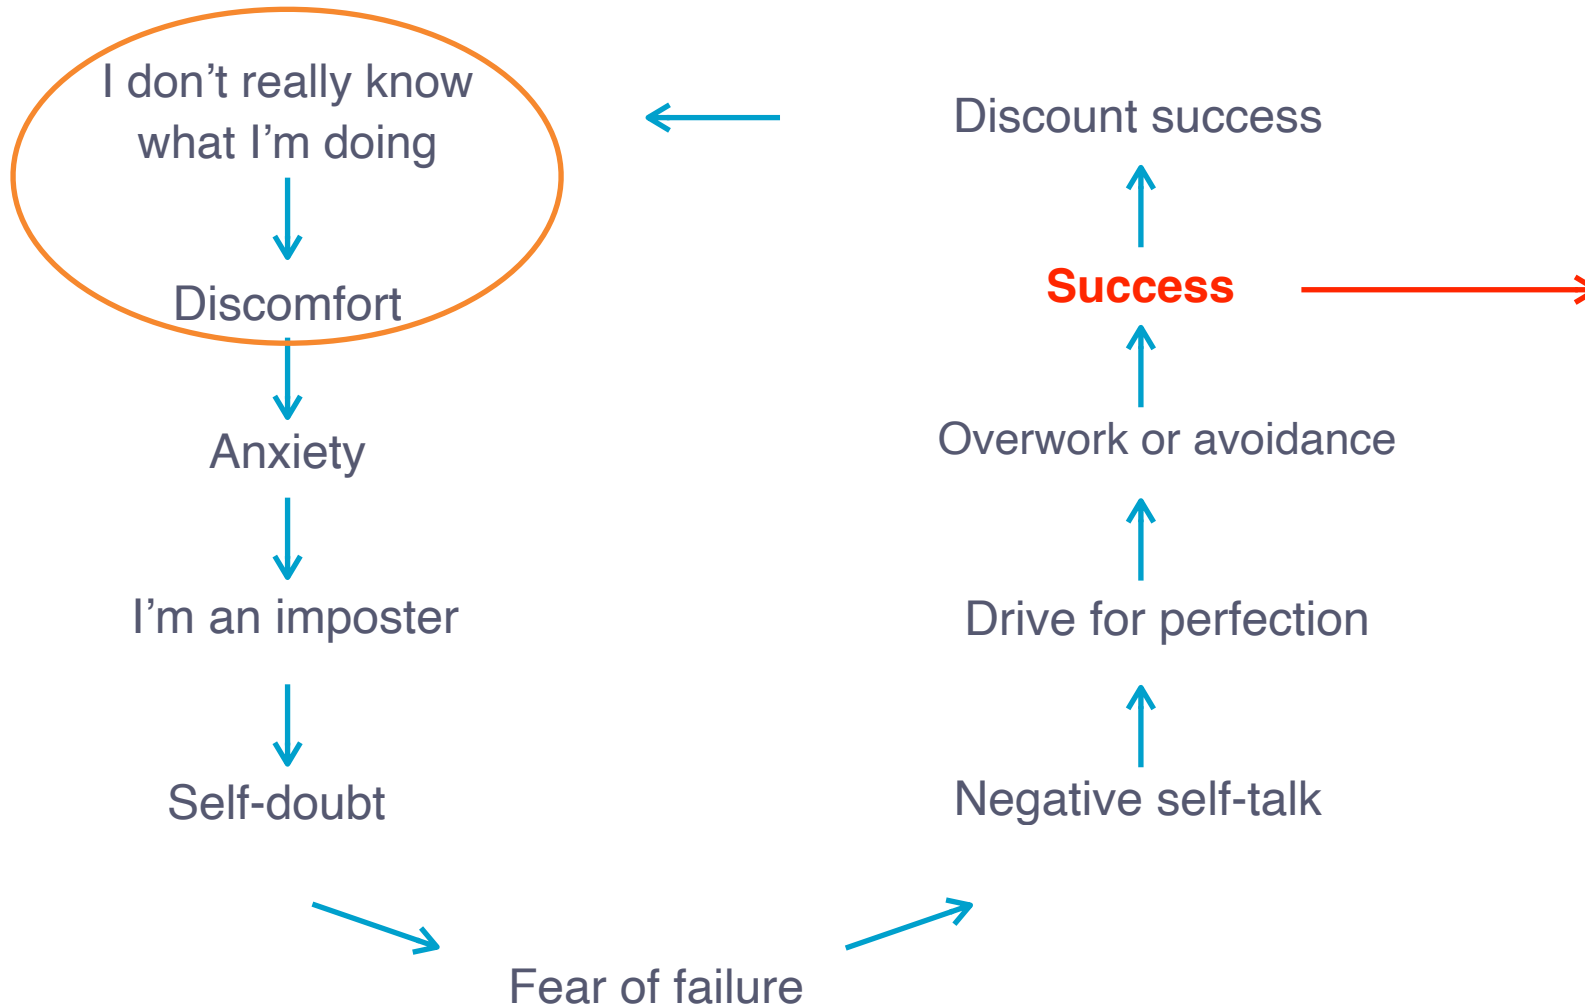 I don’t really know
what I’m doing
Discomfort
Anxiety
I’m an imposter
Self-doubt
Fear of failure
Negative self-talk
Drive for perfection
Overwork or avoidance
Success
Discount success